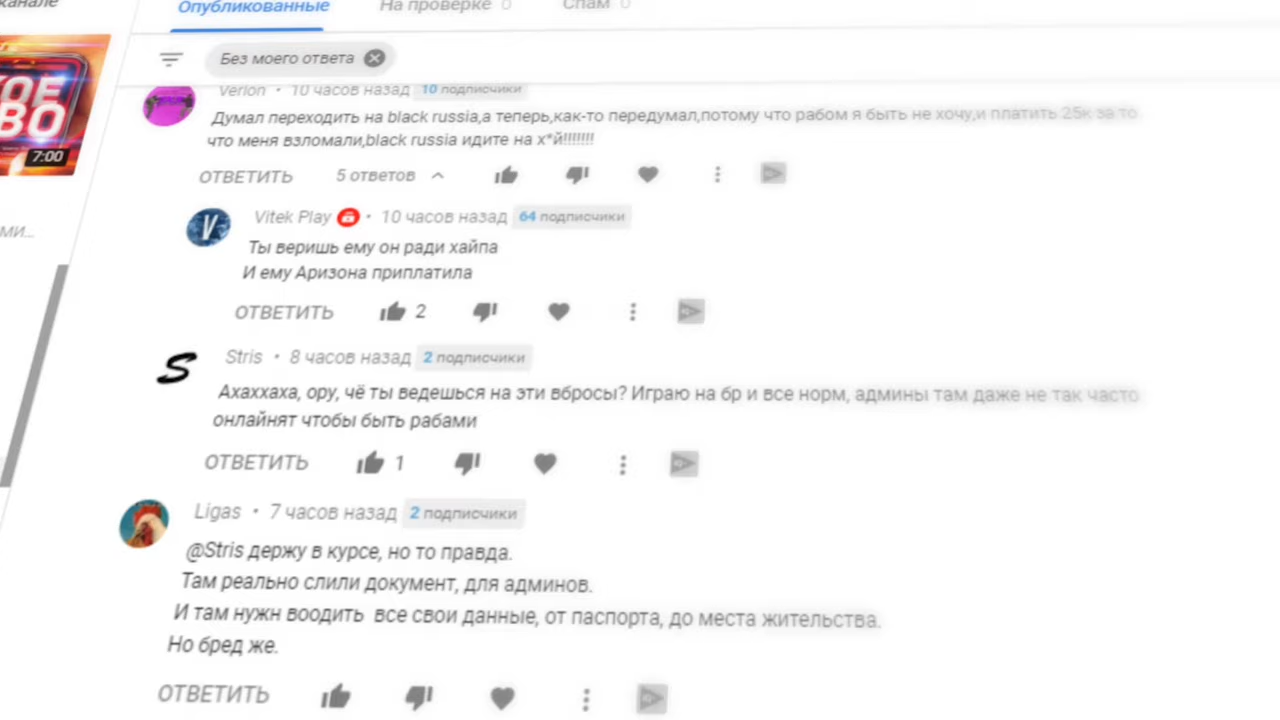 канале
Опубликованные На проверке 0 Спам 0
Без моего ответа
ОЕ
ВО
7:00
ми...
Verlon • 10 часов назад 10 подписчики
Думал переходить на black russia,а теперь,как-то передумал,потому что рабом я быть не хочу,и платить 25к за то
что меня взломали,black russia идите на х*й!!!!!!!
ОТВЕТИТЬ 5 ответов
V
Vitek Play • 10 часов назад 64 подписчики
Ты веришь ему он ради хайпа
И ему Аризона приплатила
ОТВЕТИТЬ 2
S
Stris • 8 часов назад 2 подписчики
Ахаххаха, ору, чё ты ведешься на эти вбросы? Играю на бр и все норм, админы там даже не так часто
онлайнят чтобы быть рабами
ОТВЕТИТЬ 1
Ligas • 7 часов назад 2 подписчики
@Stris держу в курсе, но то правда.
Там реально слили документ, для админов.
И там нужн воодить все свои данные, от паспорта, до места жительства.
Но бред же.
ОТВЕТИТЬ